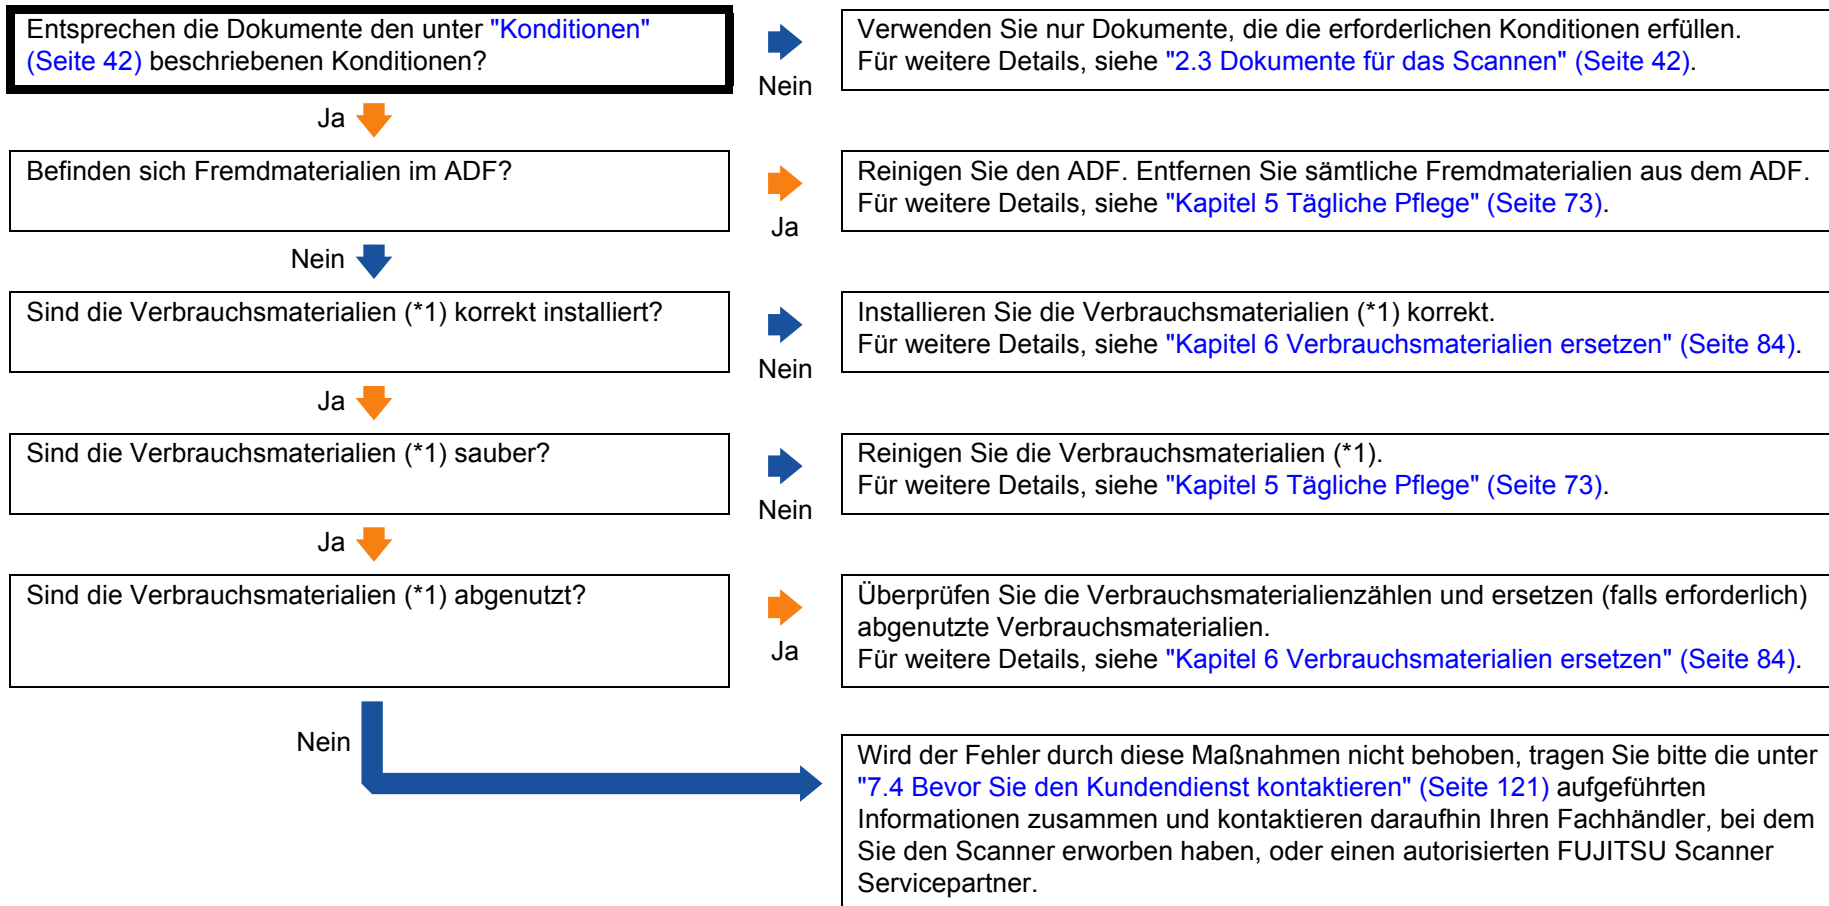 Entsprechen die Dokumente den unter "Konditionen"
(Seite 42) beschriebenen Konditionen?
Nein
Verwenden Sie nur Dokumente, die die erforderlichen Konditionen erfüllen.
Für weitere Details, siehe "2.3 Dokumente für das Scannen" (Seite 42).
Ja
Befinden sich Fremdmaterialien im ADF?
Ja
Reinigen Sie den ADF. Entfernen Sie sämtliche Fremdmaterialien aus dem ADF.
Für weitere Details, siehe "Kapitel 5 Tägliche Pflege" (Seite 73).
Nein
Sind die Verbrauchsmaterialien (*1) korrekt installiert?
Nein
Installieren Sie die Verbrauchsmaterialien (*1) korrekt.
Für weitere Details, siehe "Kapitel 6 Verbrauchsmaterialien ersetzen" (Seite 84).
Ja
Sind die Verbrauchsmaterialien (*1) sauber?
Nein
Reinigen Sie die Verbrauchsmaterialien (*1).
Für weitere Details, siehe "Kapitel 5 Tägliche Pflege" (Seite 73).
Ja
Sind die Verbrauchsmaterialien (*1) abgenutzt?
Ja
Überprüfen Sie die Verbrauchsmaterialienzählen und ersetzen (falls erforderlich)
abgenutzte Verbrauchsmaterialien.
Für weitere Details, siehe "Kapitel 6 Verbrauchsmaterialien ersetzen" (Seite 84).
Nein
Wird der Fehler durch diese Maßnahmen nicht behoben, tragen Sie bitte die unter
"7.4 Bevor Sie den Kundendienst kontaktieren" (Seite 121) aufgeführten
Informationen zusammen und kontaktieren daraufhin Ihren Fachhändler, bei dem
Sie den Scanner erworben haben, oder einen autorisierten FUJITSU Scanner
Servicepartner.